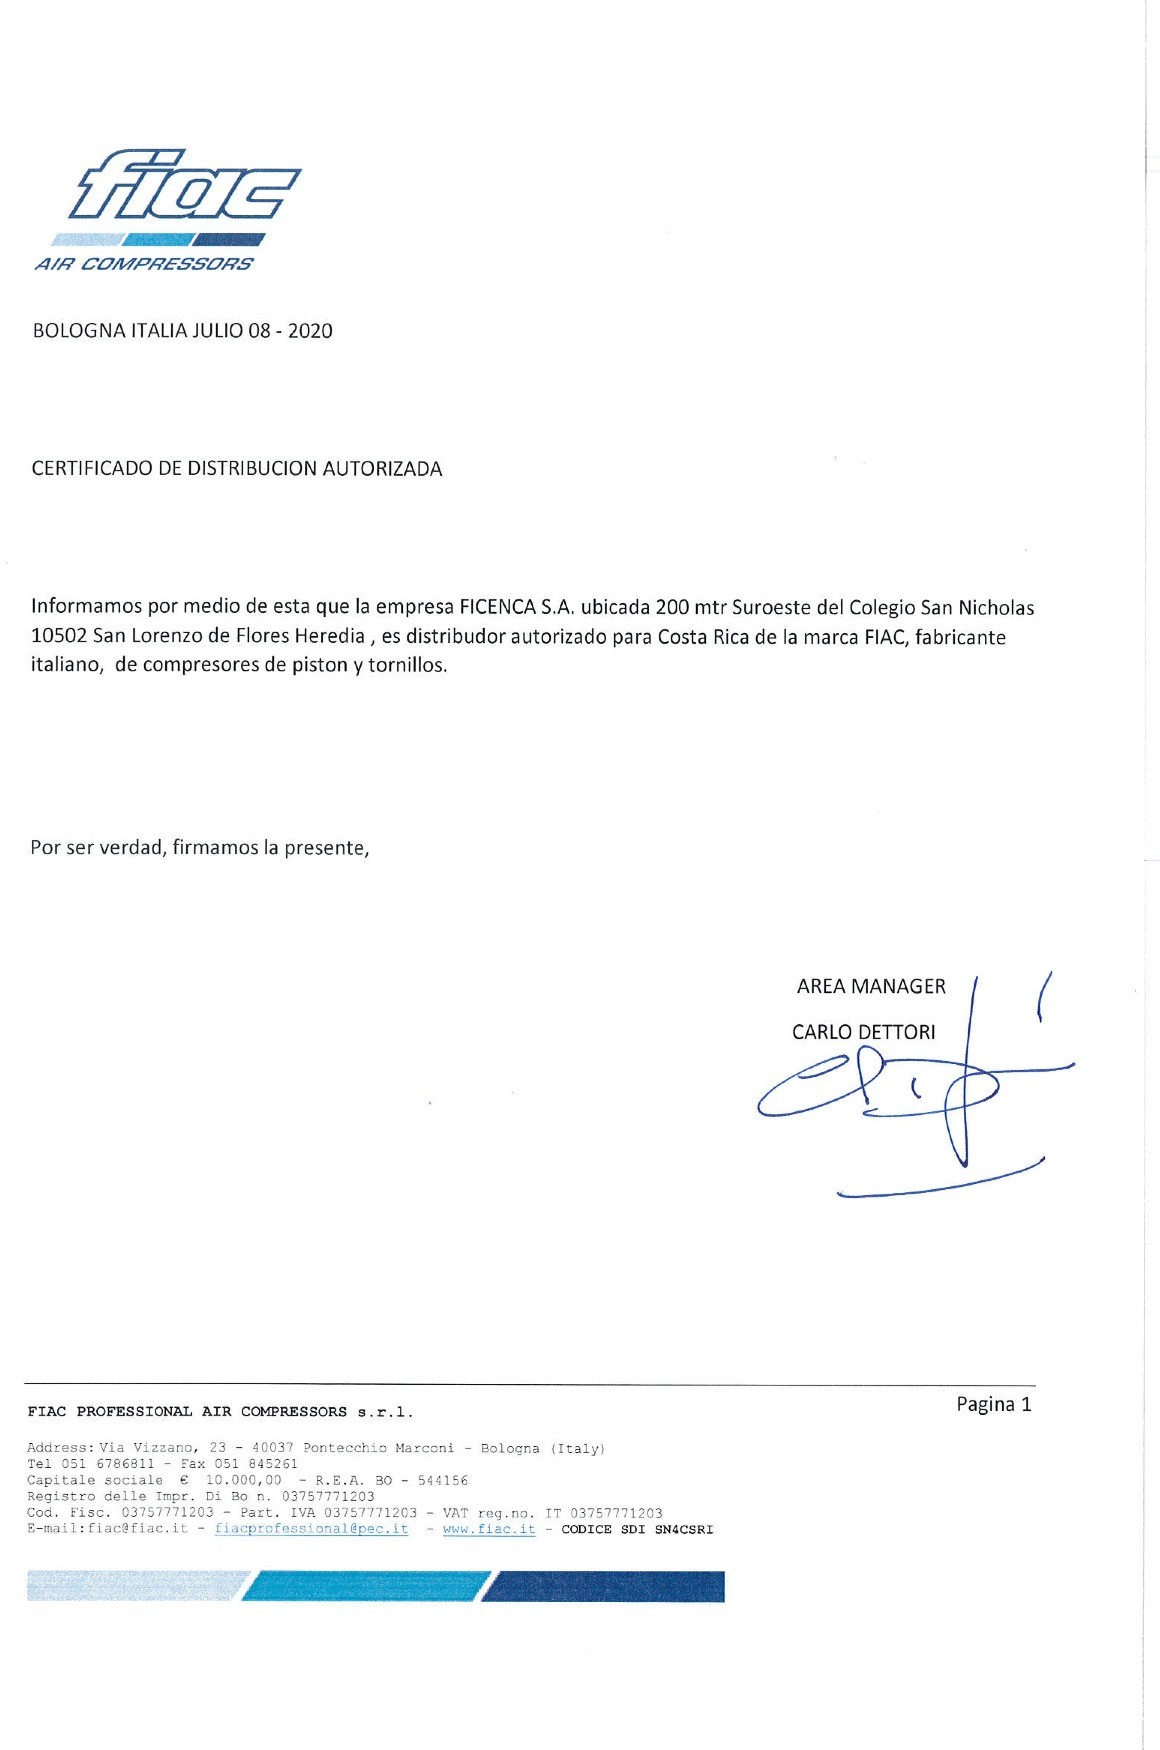 fiac
AIR COMPRESSORS
BOLOGNA ITALIA JULIO 08 - 2020
CERTIFICADO DE DISTRIBUCION AUTORIZADA
Informamos por medio de esta que la empresa FICENCA S.A. ubicada 200 mtr Suroeste del Colegio San Nicholas
10502 San Lorenzo de Flores Heredia , es distribudor autorizado para Costa Rica de la marca FIAC, fabricante
italiano, de compresores de piston y tornillos.
Por ser verdad, firmamos la presente,
AREA MANAGER
CARLO DETTORI
Pagina 1
FIAC PROFESSIONAL AIR COMPRESSORS s.r.l.
Address: Via Vizzano, 23 - 40037 Pontecchio Marconi - Bologna (Italy)
Tel 051 6786811 - Fax 051 845261
Capitale sociale € 10.000,00 - R.E.A. BO - 544156
Registro delle Impr. Di Bo n. 03757771203
Cod. Fisc. 03757771203 - Part. IVA 03757771203 - VAT reg.no. IT 03757771203
E-mail:fiac@fiac.it - fiacprofessional@pec.it - www.fiac.it - CODICE SDI SN4CSRI